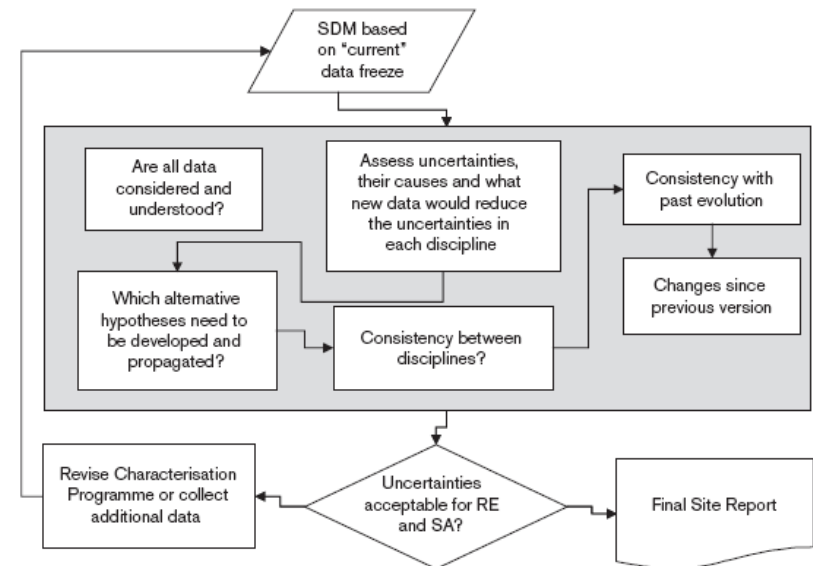 SDM based
on “current”
data freeze
Are all data
considered and
understood?
Assess uncertainties,
their causes and what
new data would reduce
the uncertainties in
each discipline
Consistency with
past evolution
Changes since
previous version
Which alternative
hypotheses need to
be developed and
propagated?
Consistency between
disciplines?
Revise Characterisation
Programme or collect
additional data
Uncertainties
acceptable for RE
and SA?
Final Site Report